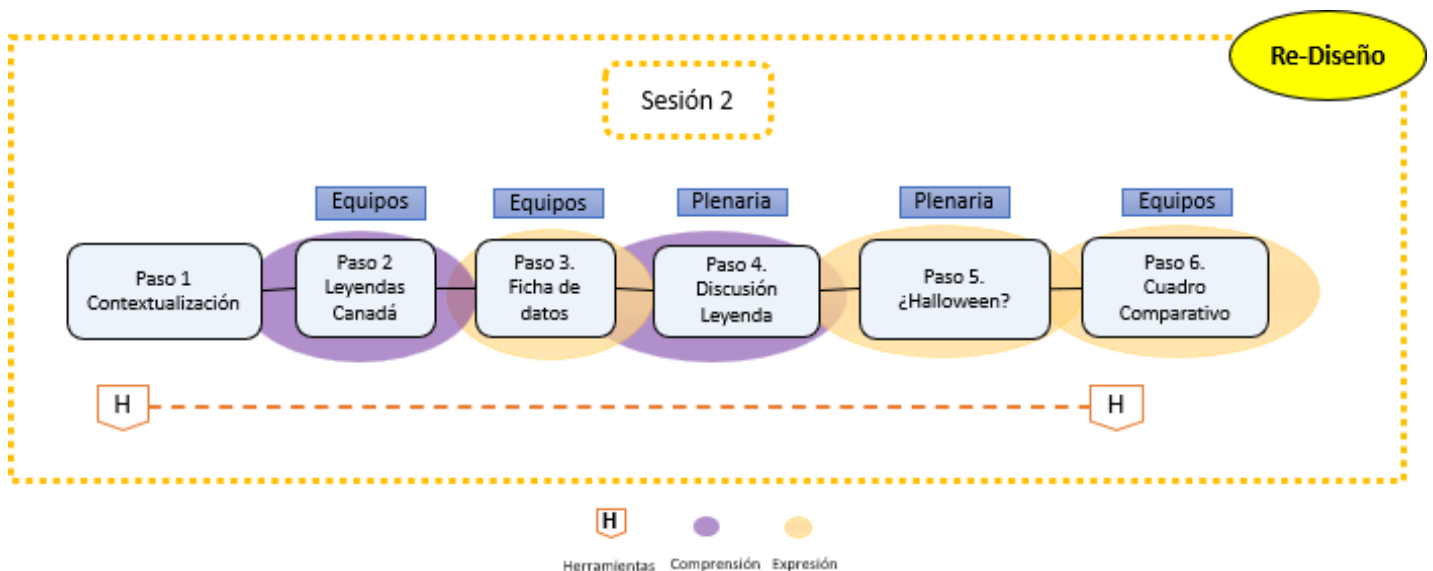 Re-Diseño
Sesión 2
Equipos
Equipos
Plenaria
Plenaria
Equipos
Paso 1
Contextualización
Paso 2
Leyendas
Canadá
Paso 3.
Ficha de
datos
Paso 4.
Discusión
Leyenda
Paso 5.
¿Halloween?
Paso 6.
Cuadro
Comparativo
H
H
H
Herramientas
Comprensión
Expresión